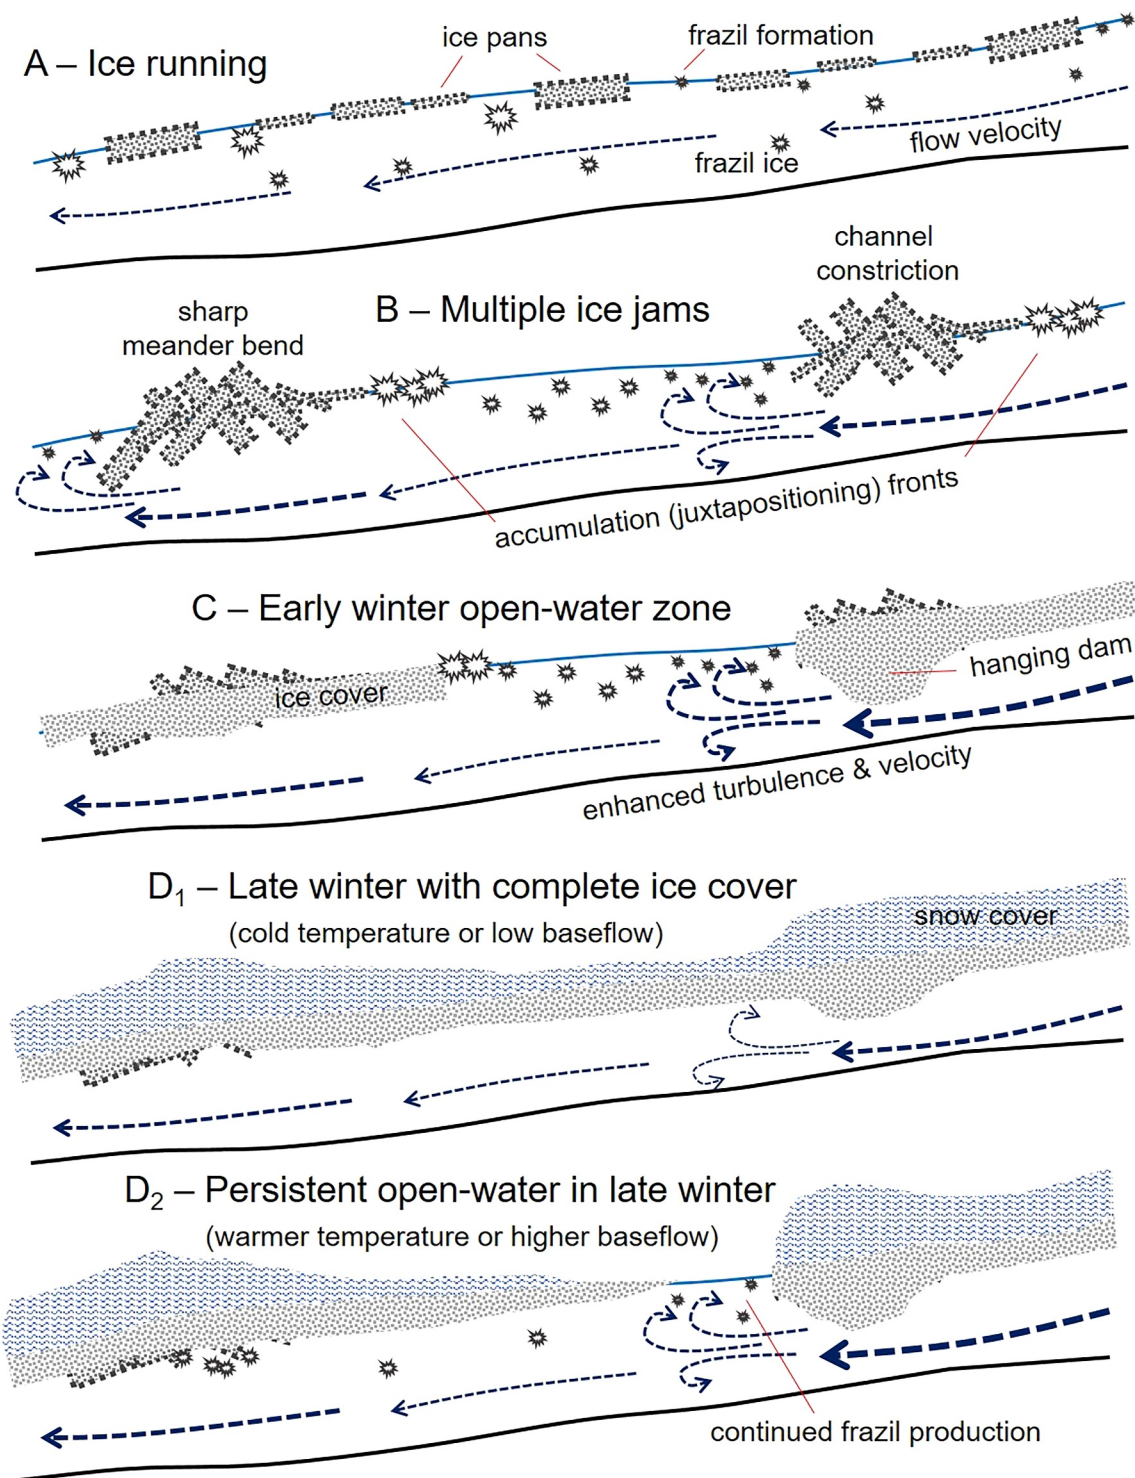 A – Ice running
ice pans
frazil formation
flow velocity
frazil ice
channel
constriction
sharp
meander bend
B – Multiple ice jams
accumulation (juxtapositioning) fronts
C – Early winter open-water zone
hanging dam
ice cover
enhanced turbulence & velocity
D₁ – Late winter with complete ice cover
(cold temperature or low baseflow)
snow cover
D₂ – Persistent open-water in late winter
(warmer temperature or higher baseflow)
continued frazil production